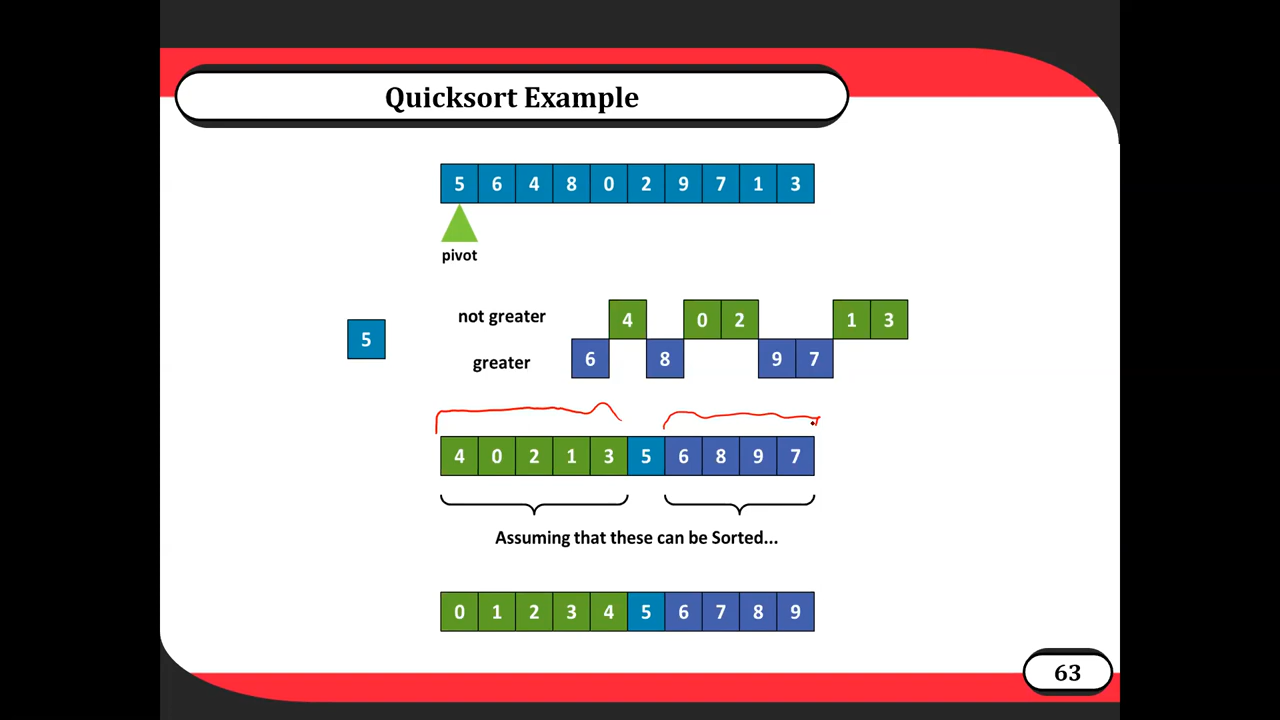 Quicksort Example
5 6 4 8 0 2 9 7 1 3
pivot
not greater 4 0 2 1 3
5
greater 6 8 9 7
4 0 2 1 3 5 6 8 9 7
Assuming that these can be Sorted...
0 1 2 3 4 5 6 7 8 9
63